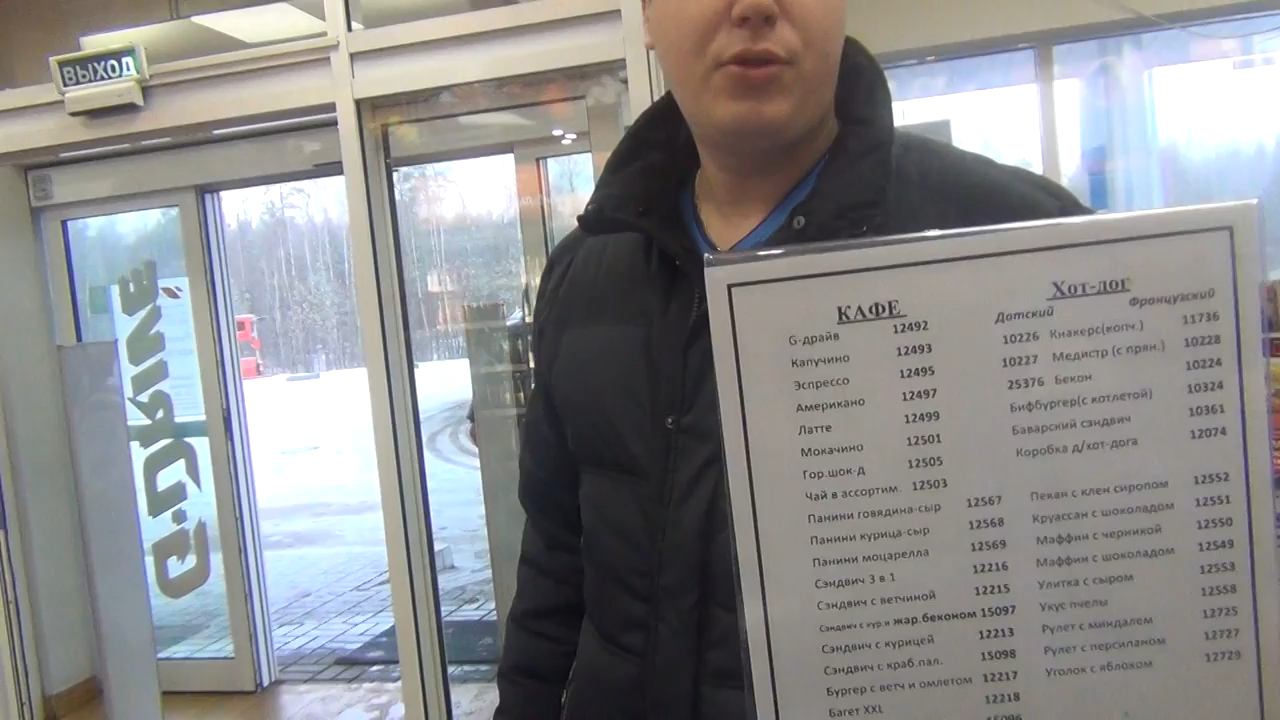 ВЫХОД
G-DRIVE
КАФЕ
G-драйв 12492
Капучино 12493
Эспрессо 12495
Американо 12497
Латте 12499
Мокачино 12501
Гор.шок-д 12505
Чай в ассортим. 12503
Панини говядина-сыр 12567
Панини курица-сыр 12568
Панини моцарелла 12569
Сэндвич 3 в 1 12216
Сэндвич с ветчиной 12215
Сэндвич с кур.и жар.беконом 15097
Сэндвич с курицей 12213
Сэндвич с краб.пал. 15098
Бургер с ветч и омлетом 12217
Багет XXL 12218
15096
Хот-дог
Датский Французский
10226 Кнакерс(копч.) 11736
10227 Медистр (с прян.) 10228
25376 Бекон 10224
Бифбургер(с котлетой) 10324
Баварский сэндвич 10361
Коробка д/хот-дога 12074
Пекан с клен сиропом 12552
Круассан с шоколадом 12551
Маффин с черникой 12550
Маффин с шоколадом 12549
Улитка с сыром 12553
Укус пчелы 12558
Рулет с миндалем 12725
Рулет с персипаном 12727
Уголок с яблоком 12729